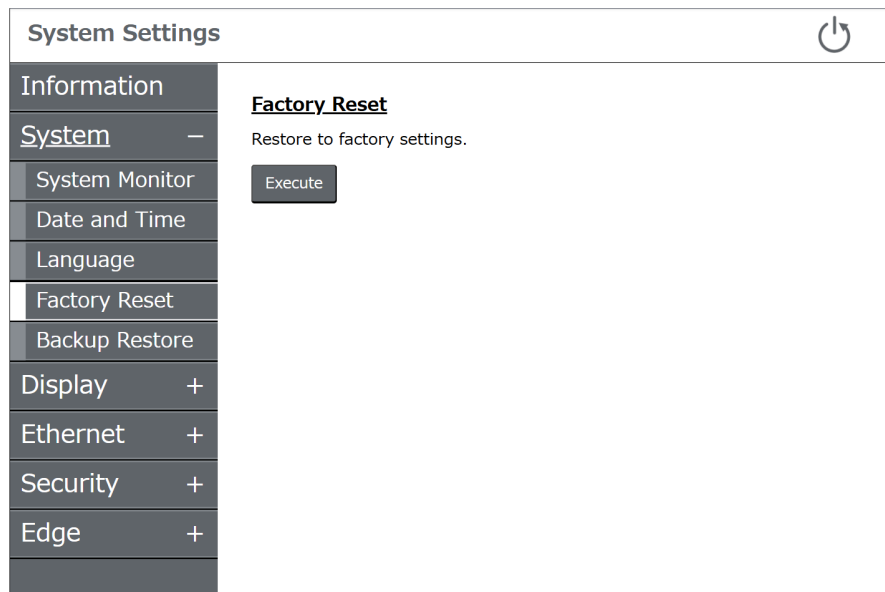 System Settings
Information
System −
System Monitor
Date and Time
Language
Factory Reset
Backup Restore
Display +
Ethernet +
Security +
Edge +
Factory Reset
Restore to factory settings.
Execute